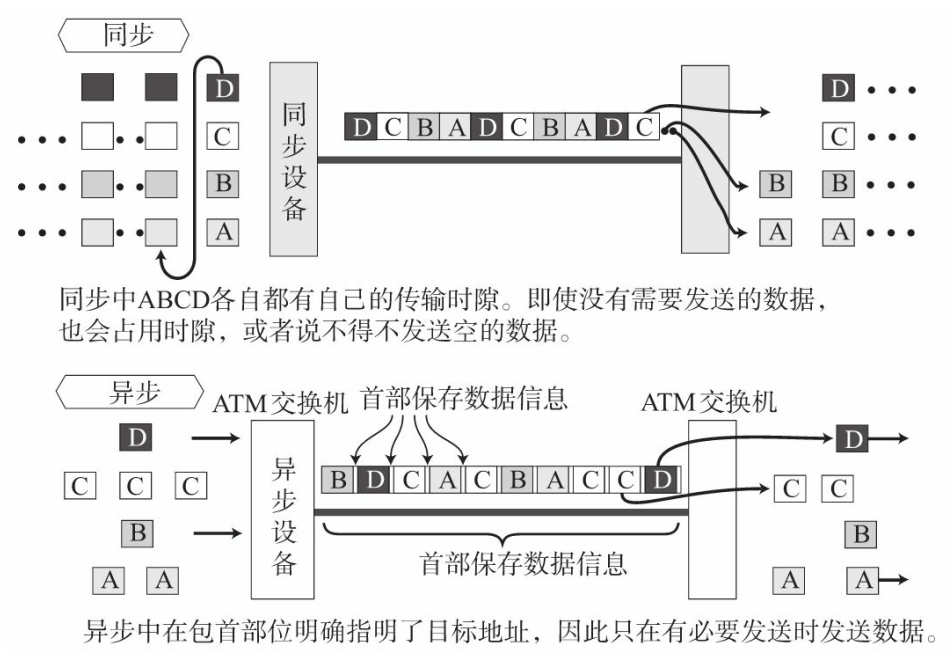 同步
D
C
B
A
同步设备
D C B A D C B A D C
D
C
B B
A A
同步中ABCD各自都有自己的传输时隙。即使没有需要发送的数据,
也会占用时隙,或者说不得不发送空的数据。
异步
ATM交换机 首部保存数据信息 ATM交换机
D
C C C
B
A A
异步设备
B D C A C B A C C D
D
C C
B
A A
首部保存数据信息
异步中在包首部位明确指明了目标地址,因此只在有必要发送时发送数据。